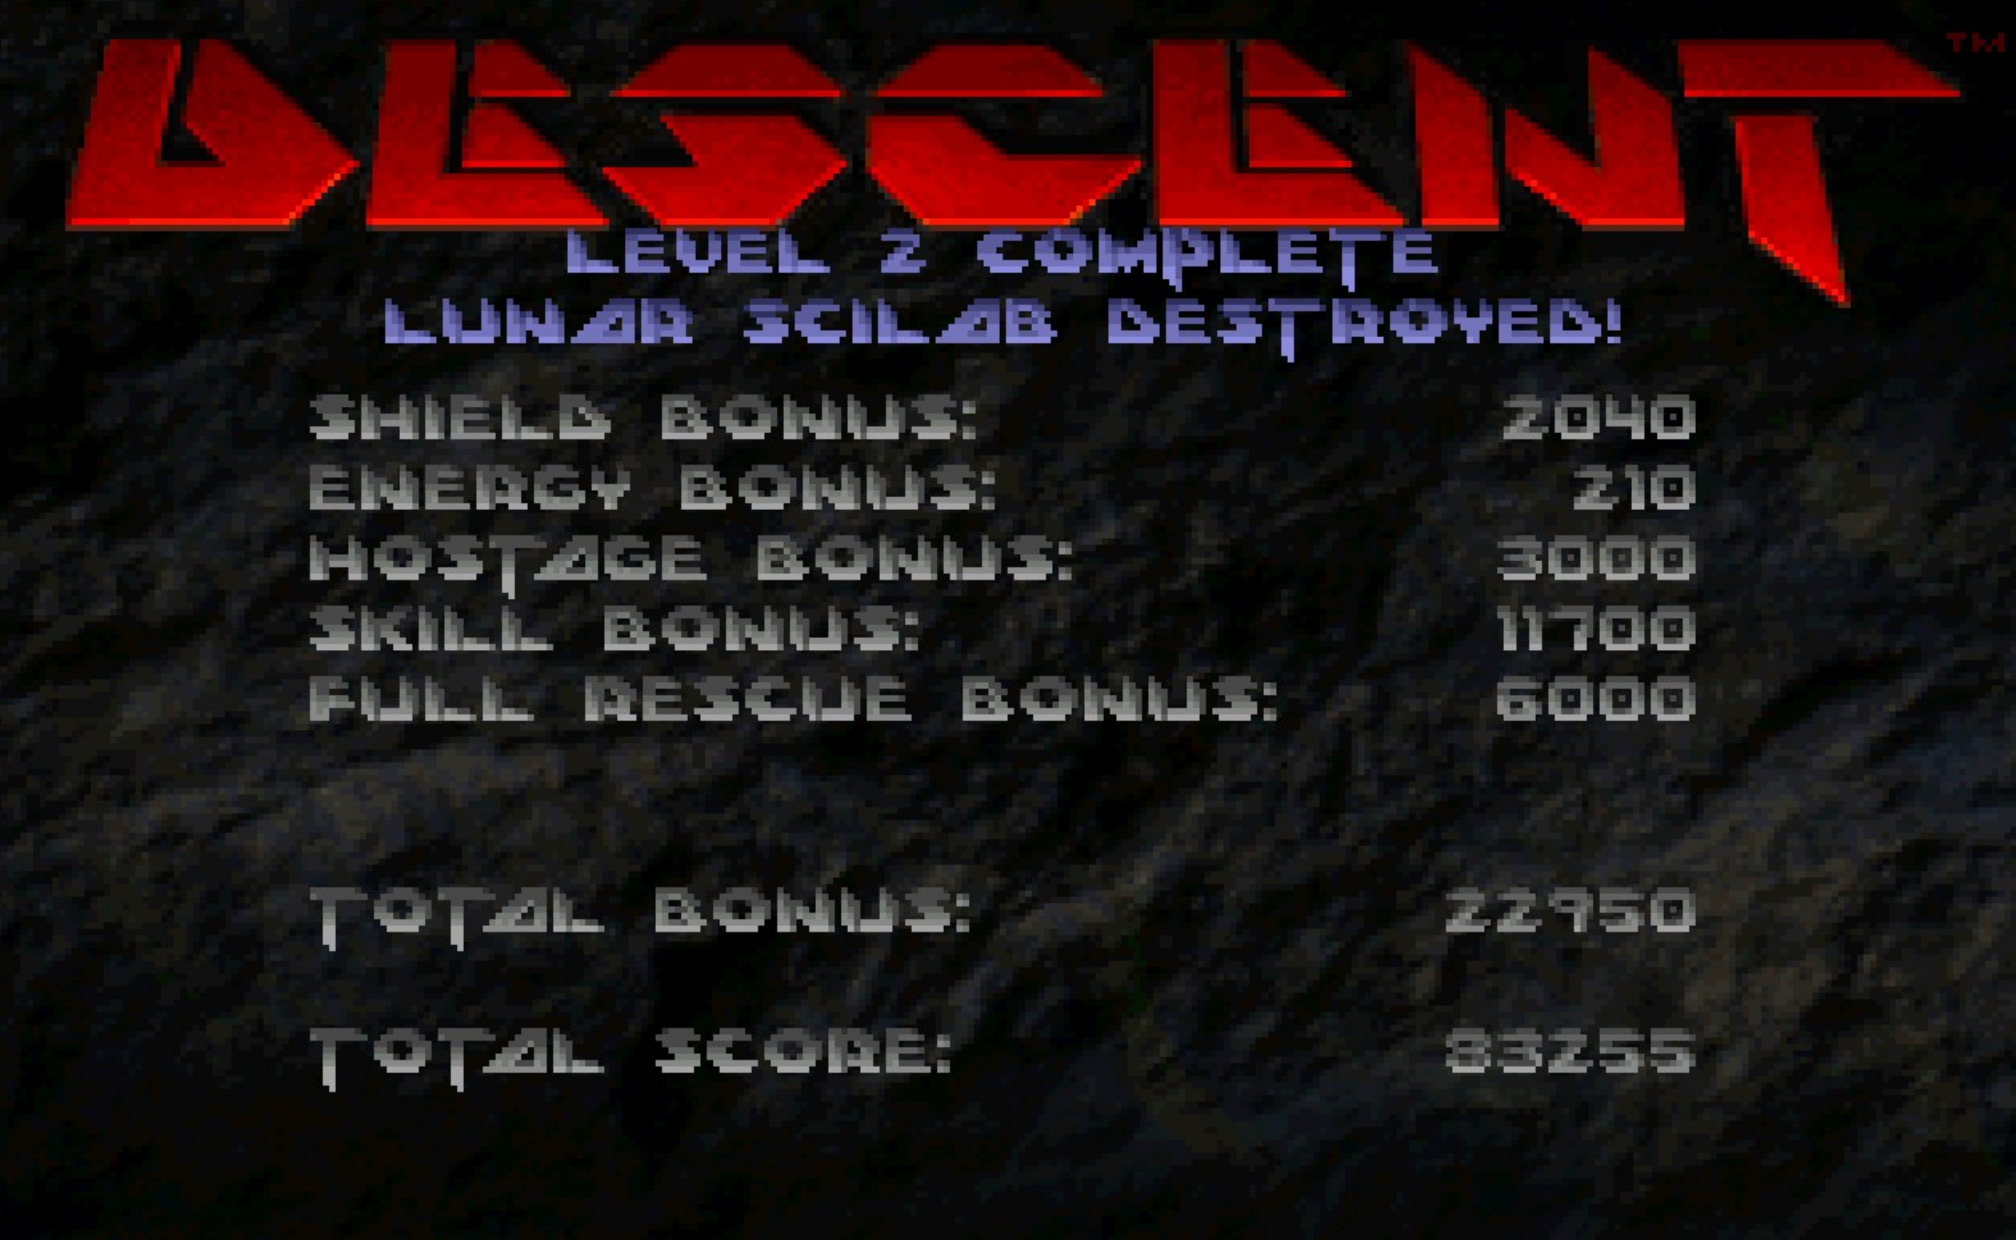 DESCENT™
LEVEL 2 COMPLETE
LUNAR SCILAB DESTROYED!
SHIELD BONUS: 2040
ENERGY BONUS: 210
HOSTAGE BONUS: 3000
SKILL BONUS: 11700
FULL RESCUE BONUS: 6000
TOTAL BONUS: 22950
TOTAL SCORE: 83255